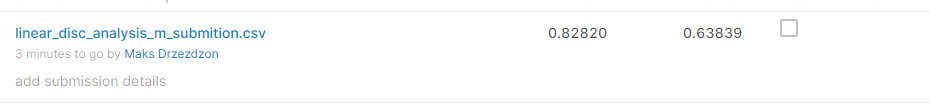 linear_disc_analysis_m_submition.csv 0.82820 0.63839
3 minutes to go by Maks Drzezdzon
add submission details